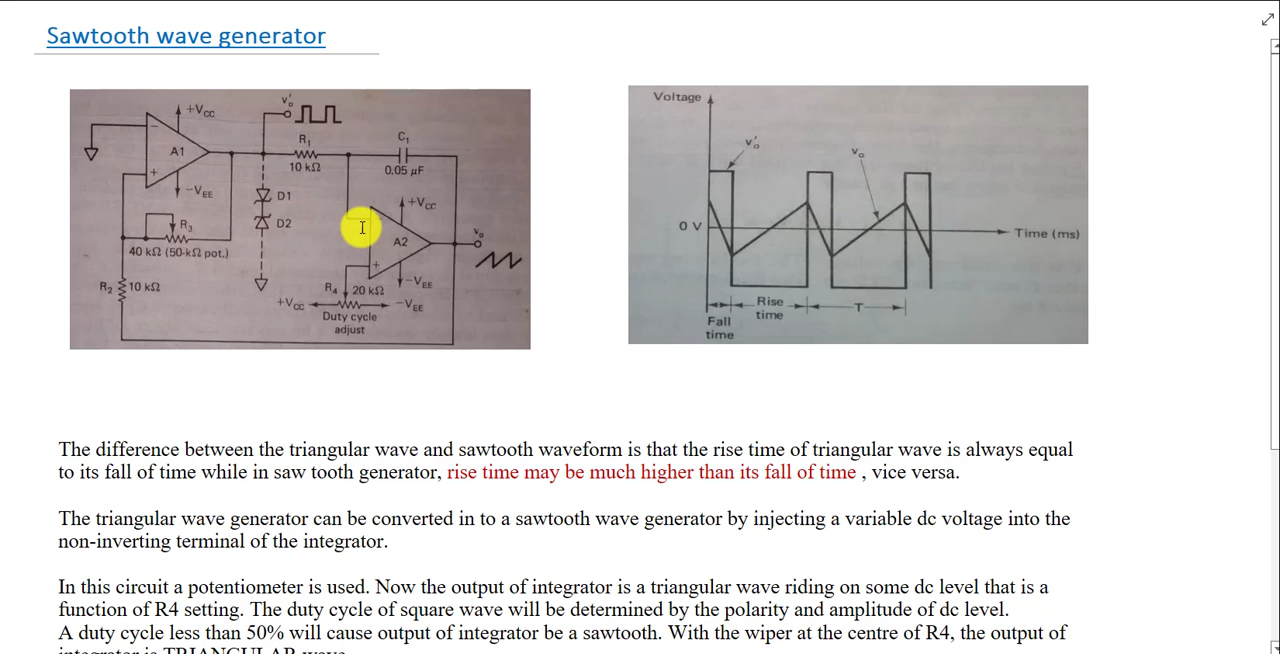 Sawtooth wave generator
+VCC
A1
-VEE
R3
40 kΩ (50-kΩ pot.)
R2
10 kΩ
vo'
R1
10 kΩ
D1
D2
C1
0.05 μF
+VCC
A2
-VEE
vo
R4
20 kΩ
+VCC
-VEE
Duty cycle
adjust
Voltage
vo'
vo
0 V
Time (ms)
Fall
time
Rise
time
T
The difference between the triangular wave and sawtooth waveform is that the rise time of triangular wave is always equal
to its fall of time while in saw tooth generator, rise time may be much higher than its fall of time , vice versa.
The triangular wave generator can be converted in to a sawtooth wave generator by injecting a variable dc voltage into the
non-inverting terminal of the integrator.
In this circuit a potentiometer is used. Now the output of integrator is a triangular wave riding on some dc level that is a
function of R4 setting. The duty cycle of square wave will be determined by the polarity and amplitude of dc level.
A duty cycle less than 50% will cause output of integrator be a sawtooth. With the wiper at the centre of R4, the output of
integrator is TRIANGULAR wave